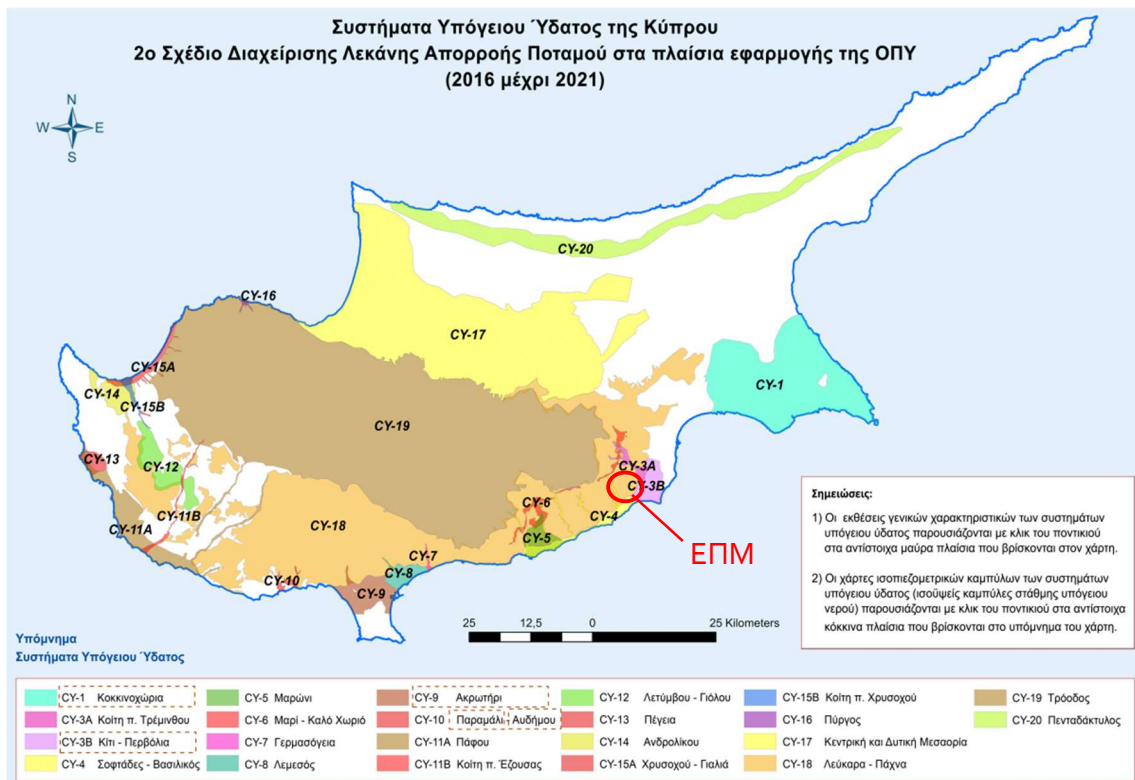 Συστήματα Υπόγειου Ύδατος της Κύπρου
2ο Σχέδιο Διαχείρισης Λεκάνης Απορροής Ποταμού στα πλαίσια εφαρμογής της ΟΠΥ
(2016 μέχρι 2021)
N
W E
S
CY-20
CY-16
CY-17
CY-15A
CY-1
CY-14
CY-15B
CY-19
CY-13
CY-12
CY-3A
CY-3B
CY-6
CY-11B
CY-4
CY-11A
CY-18
CY-5
ΕΠΜ
CY-7
CY-8
CY-10
CY-9
25 12,5 0 25 Kilometers
Σημειώσεις:
1) Οι εκθέσεις γενικών χαρακτηριστικών των συστημάτων
υπόγειου ύδατος παρουσιάζονται με κλικ του ποντικιού
στα αντίστοιχα μαύρα πλαίσια που βρίσκονται στον χάρτη.
2) Οι χάρτες ισοπιεζομετρικών καμπύλων των συστημάτων
υπόγειου ύδατος (ισοϋψείς καμπύλες στάθμης υπόγειου
νερού) παρουσιάζονται με κλικ του ποντικιού στα αντίστοιχα
κόκκινα πλαίσια που βρίσκονται στο υπόμνημα του χάρτη.
Υπόμνημα
Συστήματα Υπόγειου Ύδατος
CY-1 Κοκκινοχώρια
CY-3A Κοίτη π. Τρέμινθου
CY-3B Κίτι - Περβόλια
CY-4 Σοφτάδες - Βασιλικός
CY-5 Μαρώνι
CY-6 Μαρί - Καλό Χωριό
CY-7 Γερμασόγεια
CY-8 Λεμεσός
CY-9 Ακρωτήρι
CY-10 Παραμάλι Αυδήμου
CY-11A Πάφου
CY-11B Κοίτη π. Έζουσας
CY-12 Λετύμβου - Γιόλου
CY-13 Πέγεια
CY-14 Ανδρολίκου
CY-15A Χρυσοχού - Γιαλιά
CY-15B Κοίτη π. Χρυσοχού
CY-16 Πύργος
CY-17 Κεντρική και Δυτική Μεσαορία
CY-18 Λεύκαρα - Πάχνα
CY-19 Τρόοδος
CY-20 Πενταδάκτυλος